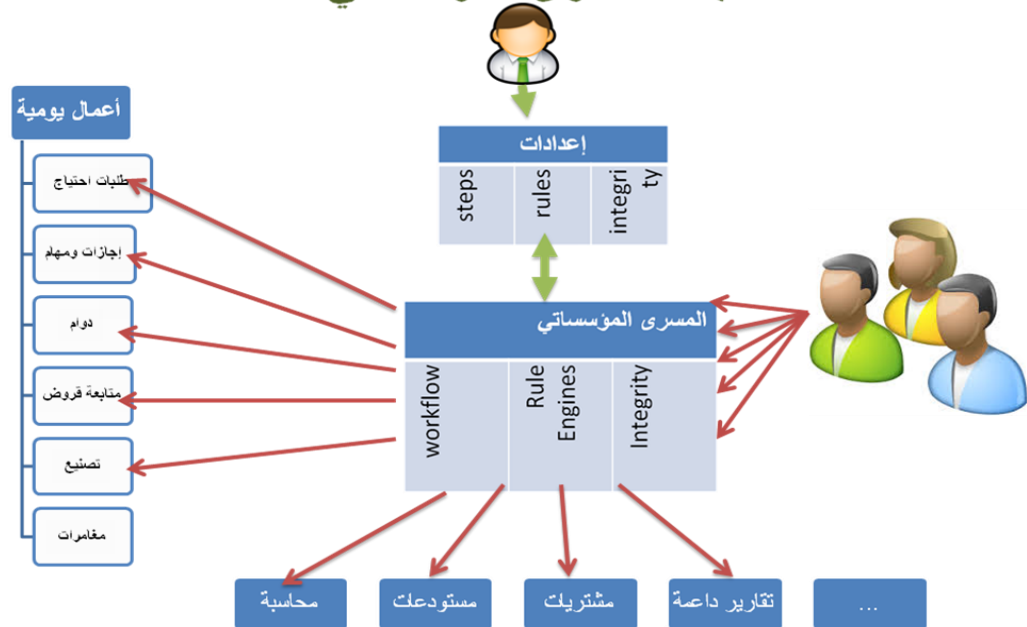 إعدادات
steps
rules
integri
ty
أعمال يومية
طلبات احتياج
إجازات ومهام
دوام
متابعة قروض
تصنيع
مغامرات
المسرى المؤسساتي
workflow
Rule
Engines
Integrity
محاسبة
مستودعات
مشتريات
تقارير داعمة
...